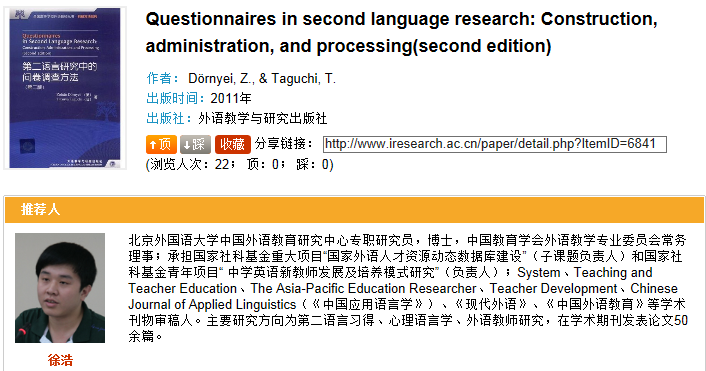 Questionnaires in second language research: Construction,
administration, and processing(second edition)
作者： Dörnyei, Z., & Taguchi, T.
出版时间：2011年
出版社：外语教学与研究出版社
顶 踩 收藏 分享链接： http://www.iresearch.ac.cn/paper/detail.php?ItemID=6841
(浏览人次：22； 顶：0； 踩：0)
Questionnaires
in Second Language Research:
Construction, Administration, and Processing
第二语言研究中的
问卷调查方法
（第二版）
推荐人
北京外国语大学中国外语教育研究中心专职研究员，博士，中国教育学会外语教学专业委员会常务
理事；承担国家社科基金重大项目“国家外语人才资源动态数据库建设”（子课题负责人）和国家社
科基金青年项目“ 中学英语新教师发展及培养模式研究”（负责人）；System、Teaching and
Teacher Education、The Asia-Pacific Education Researcher、Teacher Development、Chinese
Journal of Applied Linguistics（《中国应用语言学》）、《现代外语》、《中国外语教育》等学术
刊物审稿人。主要研究方向为第二语言习得、心理语言学、外语教师研究，在学术期刊发表论文50
余篇。
徐浩